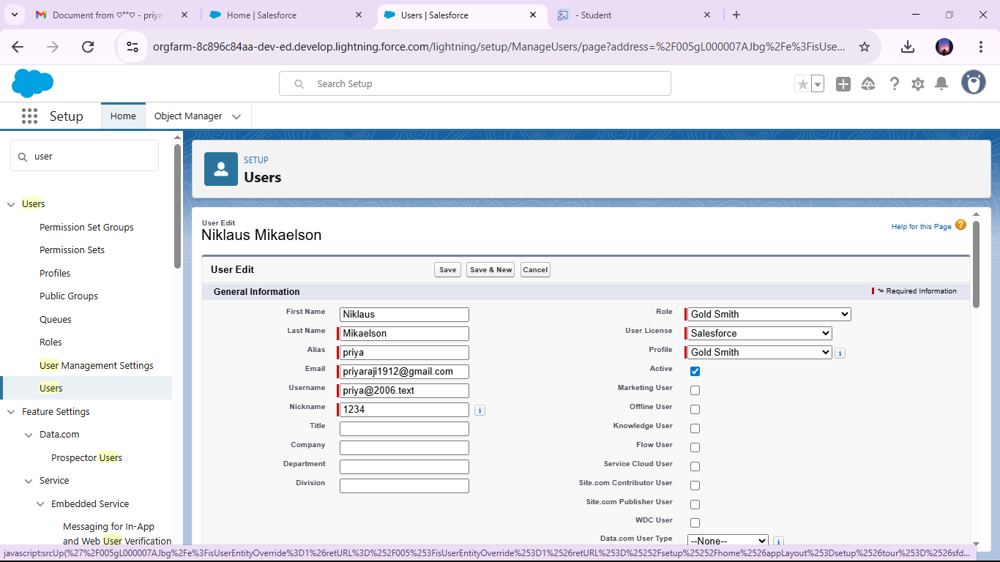 Document from ♡°°♡ - priya
Home | Salesforce
Users | Salesforce
- Student
orgfarm-8c896c84aa-dev-ed.develop.lightning.force.com/lightning/setup/ManageUsers/page?address=%2F005gL000007AJbg%2Fe%3FisUse...
Search Setup
Setup
Home
Object Manager
user
Users
Permission Set Groups
Permission Sets
Profiles
Public Groups
Queues
Roles
User Management Settings
Users
Feature Settings
Data.com
Prospector Users
Service
Embedded Service
Messaging for In-App
and Web User Verification
SETUP
Users
User Edit
Niklaus Mikaelson
Help for this Page ?
User Edit
Save
Save & New
Cancel
General Information
= Required Information
First Name Niklaus
Last Name Mikaelson
Alias priya
Email priyaraji1912@gmail.com
Username priya@2006.text
Nickname 1234 i
Title
Company
Department
Division
Role Gold Smith
User License Salesforce
Profile Gold Smith i
Active
Marketing User
Offline User
Knowledge User
Flow User
Service Cloud User
Site.com Contributor User
Site.com Publisher User
WDC User
Data.com User Type --None-- i
javascript:srcUp(%27%2F005gL000007AJbg%2Fe%3FisUserEntityOverride%3D1%26retURL%3D%252F005%253FisUserEntityOverride%253D1%2526retURL%253D%25252Fsetup%25252Fhome%2526appLayout%253Dsetup%2526tour%253D%2526sfd...